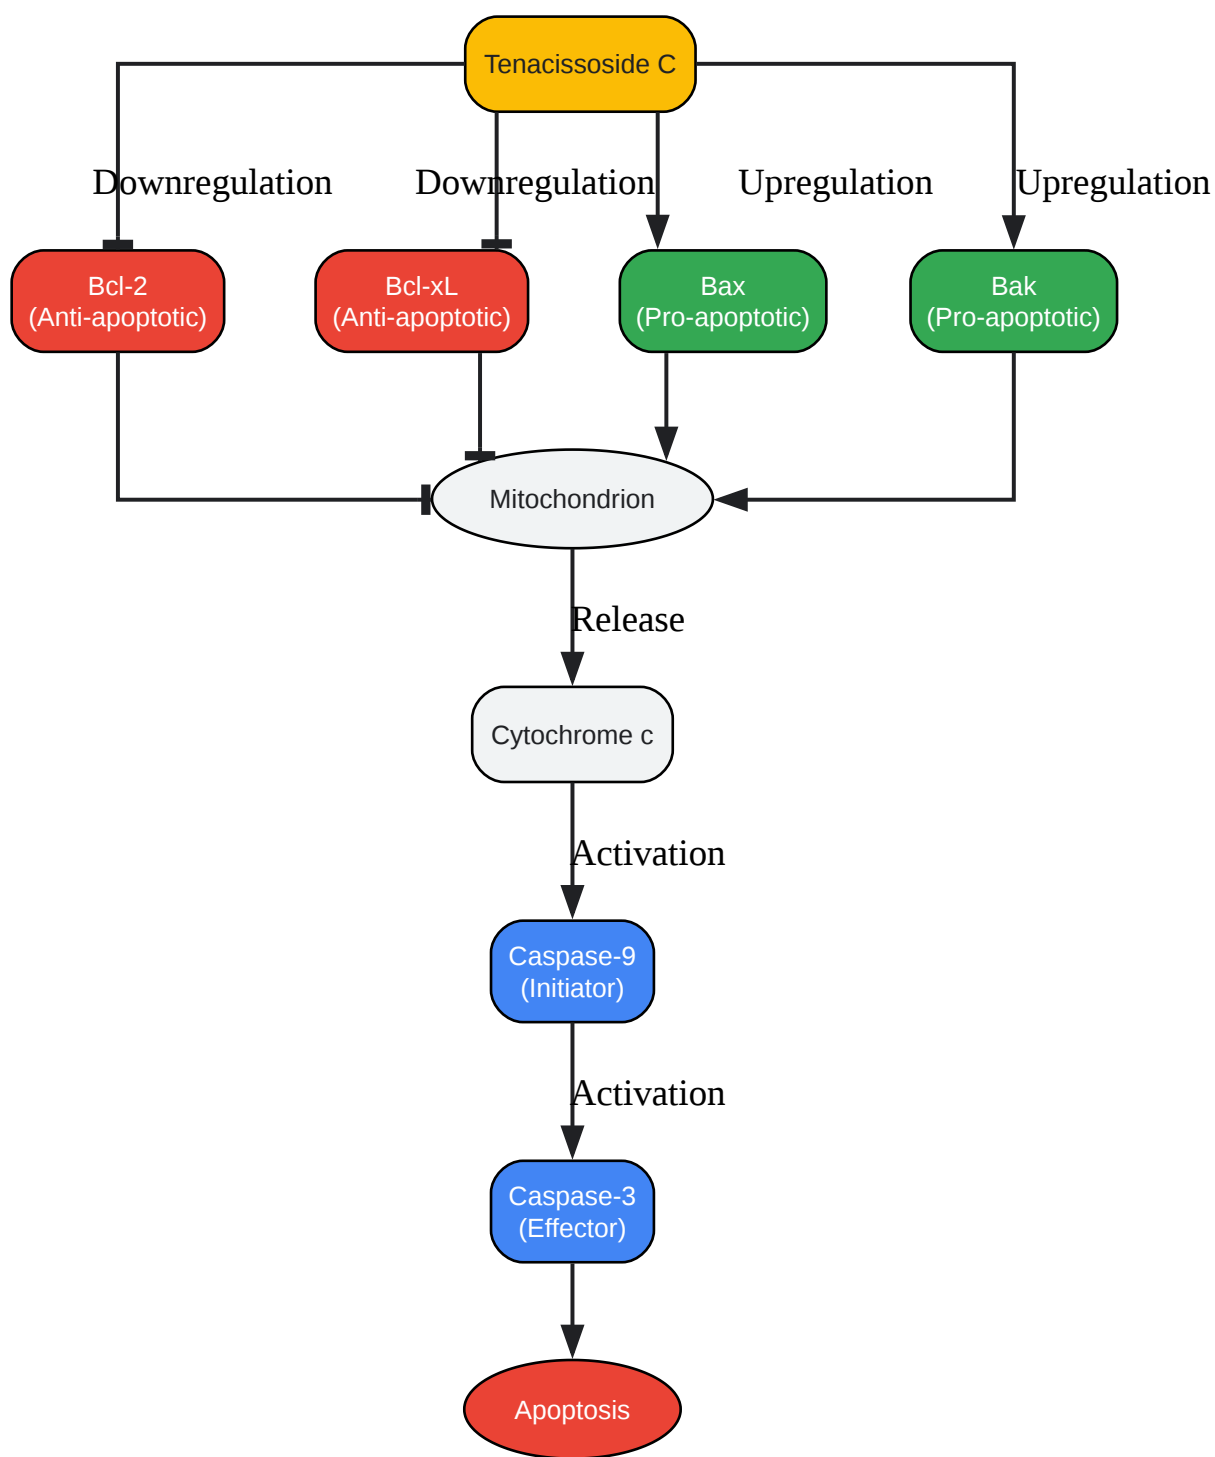 Tenacissoside C
Downregulation
Downregulation
Upregulation
Upregulation
Bcl-2
(Anti-apoptotic)
Bcl-xL
(Anti-apoptotic)
Bax
(Pro-apoptotic)
Bak
(Pro-apoptotic)
Mitochondrion
Release
Cytochrome c
Activation
Caspase-9
(Initiator)
Activation
Caspase-3
(Effector)
Apoptosis